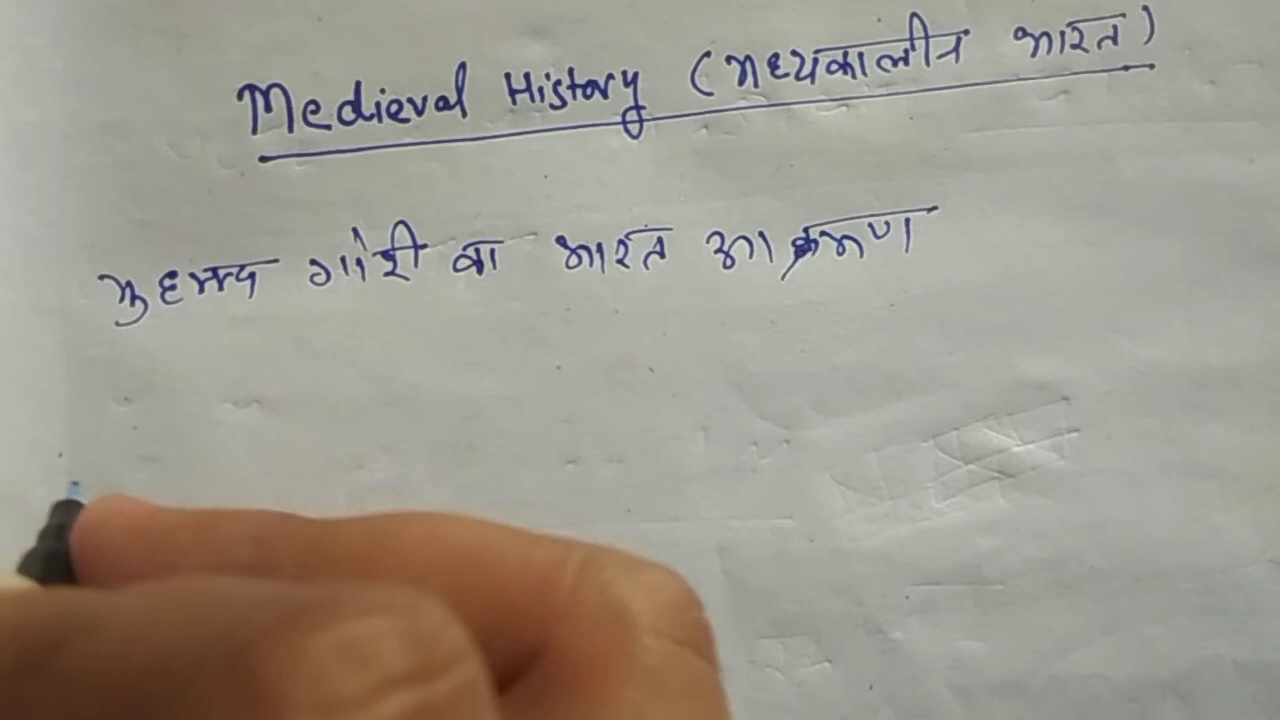 Medieval History (मध्यकालीन भारत)
मुहम्मद गोरी का भारत आक्रमण